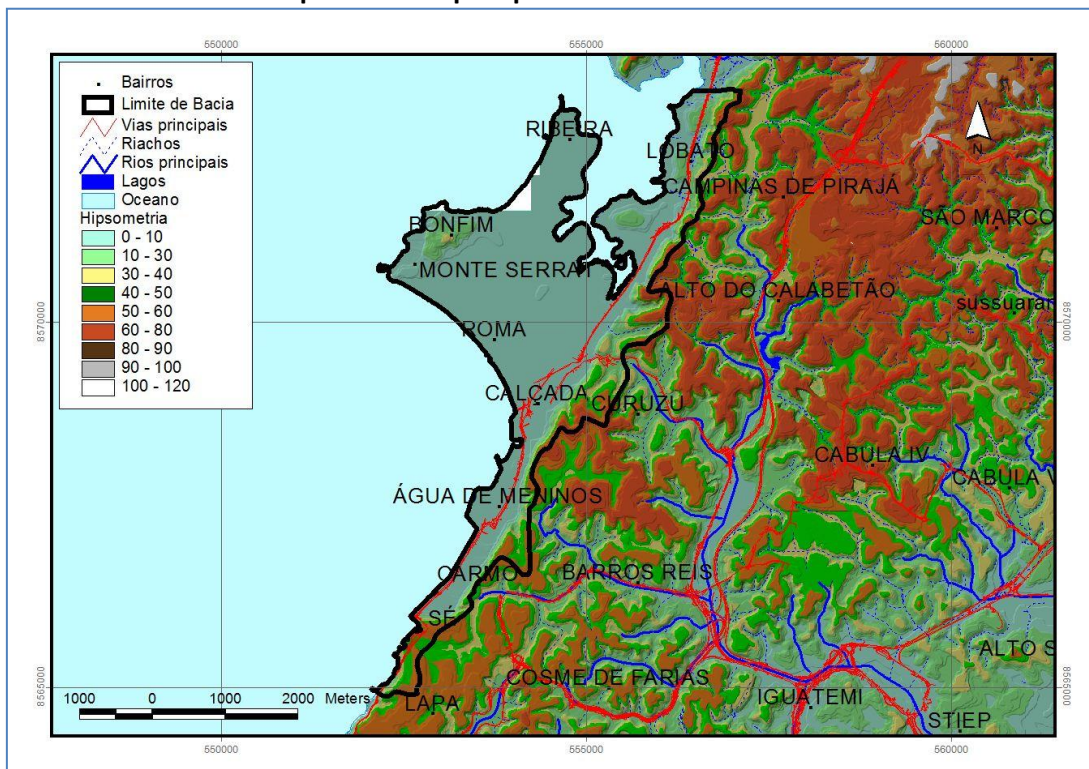 550000 555000 560000
Bairros
Limite de Bacia
Vias principais
Riachos
Rios principais
Lagos
Oceano
Hipsometria
0 - 10
10 - 30
30 - 40
40 - 50
50 - 60
60 - 80
80 - 90
90 - 100
100 - 120
RIBEIRA
LOBATO
N
CAMPINAS DE PIRAJÁ
SÃO MARCO
BONFIM
MONTE SERRAT
ALTO DO CALABETÃO
sussuaran
8570000
8570000
ROMA
CALÇADA
CURUZU
CABULA IV
CABULA V
ÁGUA DE MENINOS
CARMO
BARROS REIS
SÉ
ALTO S
COSME DE FARIAS
IGUATEMI
LAPA
STIEP
8565000
8565000
1000 0 1000 2000 Meters
550000 555000 560000